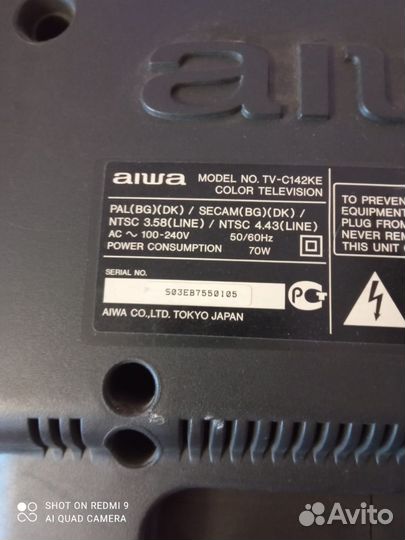 aiwa
aiwa MODEL NO. TV-C142KE
COLOR TELEVISION
PAL(BG)(DK) / SECAM(BG)(DK) /
NTSC 3.58(LINE) / NTSC 4.43(LINE)
AC ~ 100-240V 50/60Hz
POWER CONSUMPTION 70W
SERIAL NO.
S03EB7550105
AIWA CO.,LTD. TOKYO JAPAN
TO PREVEN
EQUIPMENT
PLUG FROM
NEVER REM
THIS UNIT
SHOT ON REDMI 9
AI QUAD CAMERA
Avito